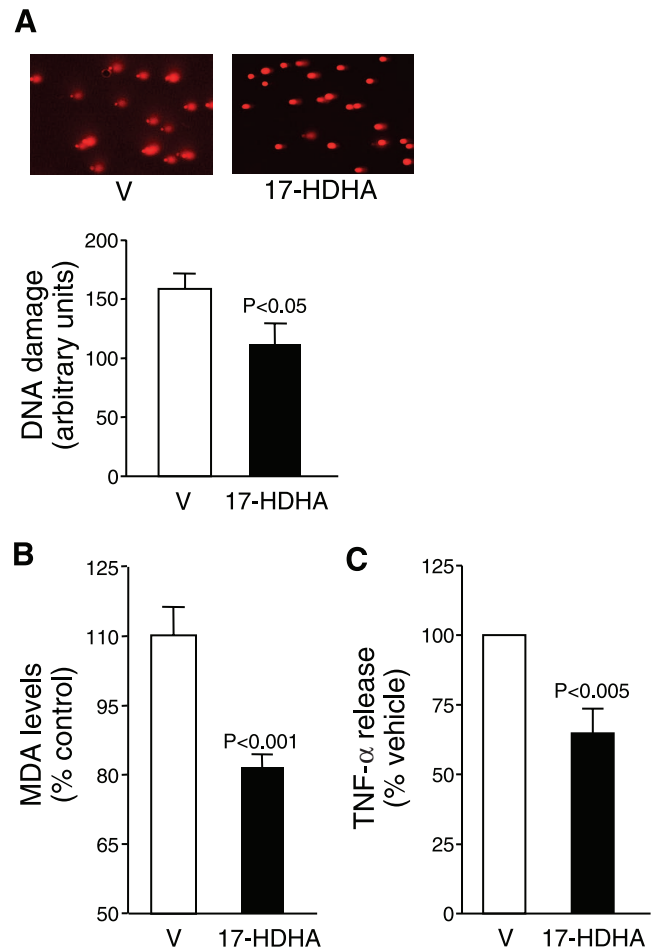 A
V
17-HDHA
DNA damage
(arbitrary units)
200
150
100
50
0
P<0.05
V
17-HDHA
B
MDA levels
(% control)
125
110
95
80
65
50
P<0.001
V
17-HDHA
C
TNF-α release
(% vehicle)
125
100
75
50
25
0
P<0.005
V
17-HDHA